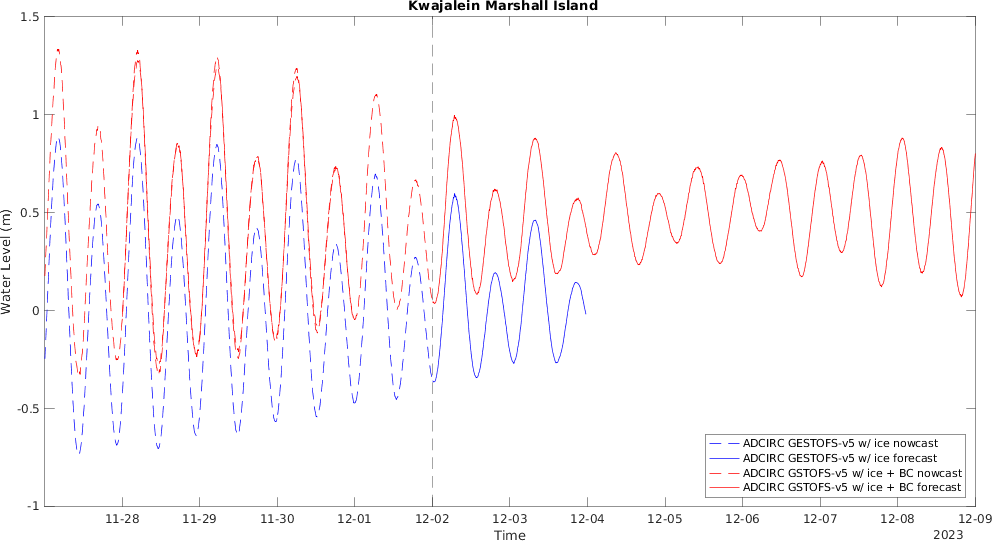 Kwajalein Marshall Island
1.5
1
0.5
0
-0.5
-1
Water Level (m)
11-28
11-29
11-30
12-01
12-02
12-03
12-04
12-05
12-06
12-07
12-08
12-09
Time
2023
ADCIRC GESTOFS-v5 w/ ice nowcast
ADCIRC GESTOFS-v5 w/ ice forecast
ADCIRC GSTOFS-v5 w/ ice + BC nowcast
ADCIRC GSTOFS-v5 w/ ice + BC forecast